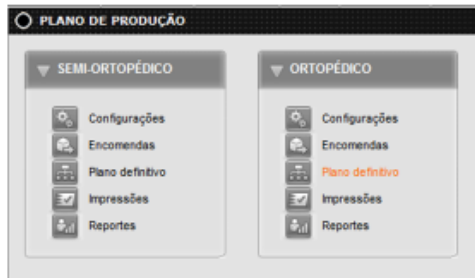 PLANO DE PRODUÇÃO
SEMI-ORTOPÉDICO
Configurações
Encomendas
Plano definitivo
Impressões
Reportes
ORTOPÉDICO
Configurações
Encomendas
Plano definitivo
Impressões
Reportes